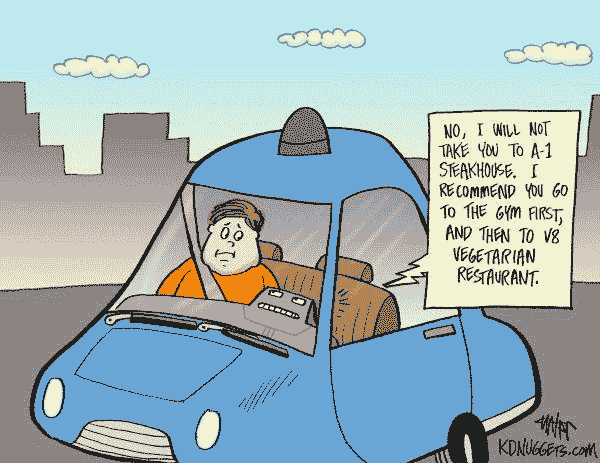 NO, I WILL NOT
TAKE YOU TO A-1
STEAKHOUSE. I
RECOMMEND YOU GO
TO THE GYM FIRST,
AND THEN TO V8
VEGETARIAN
RESTAURANT.
KDNUGGETS.COM